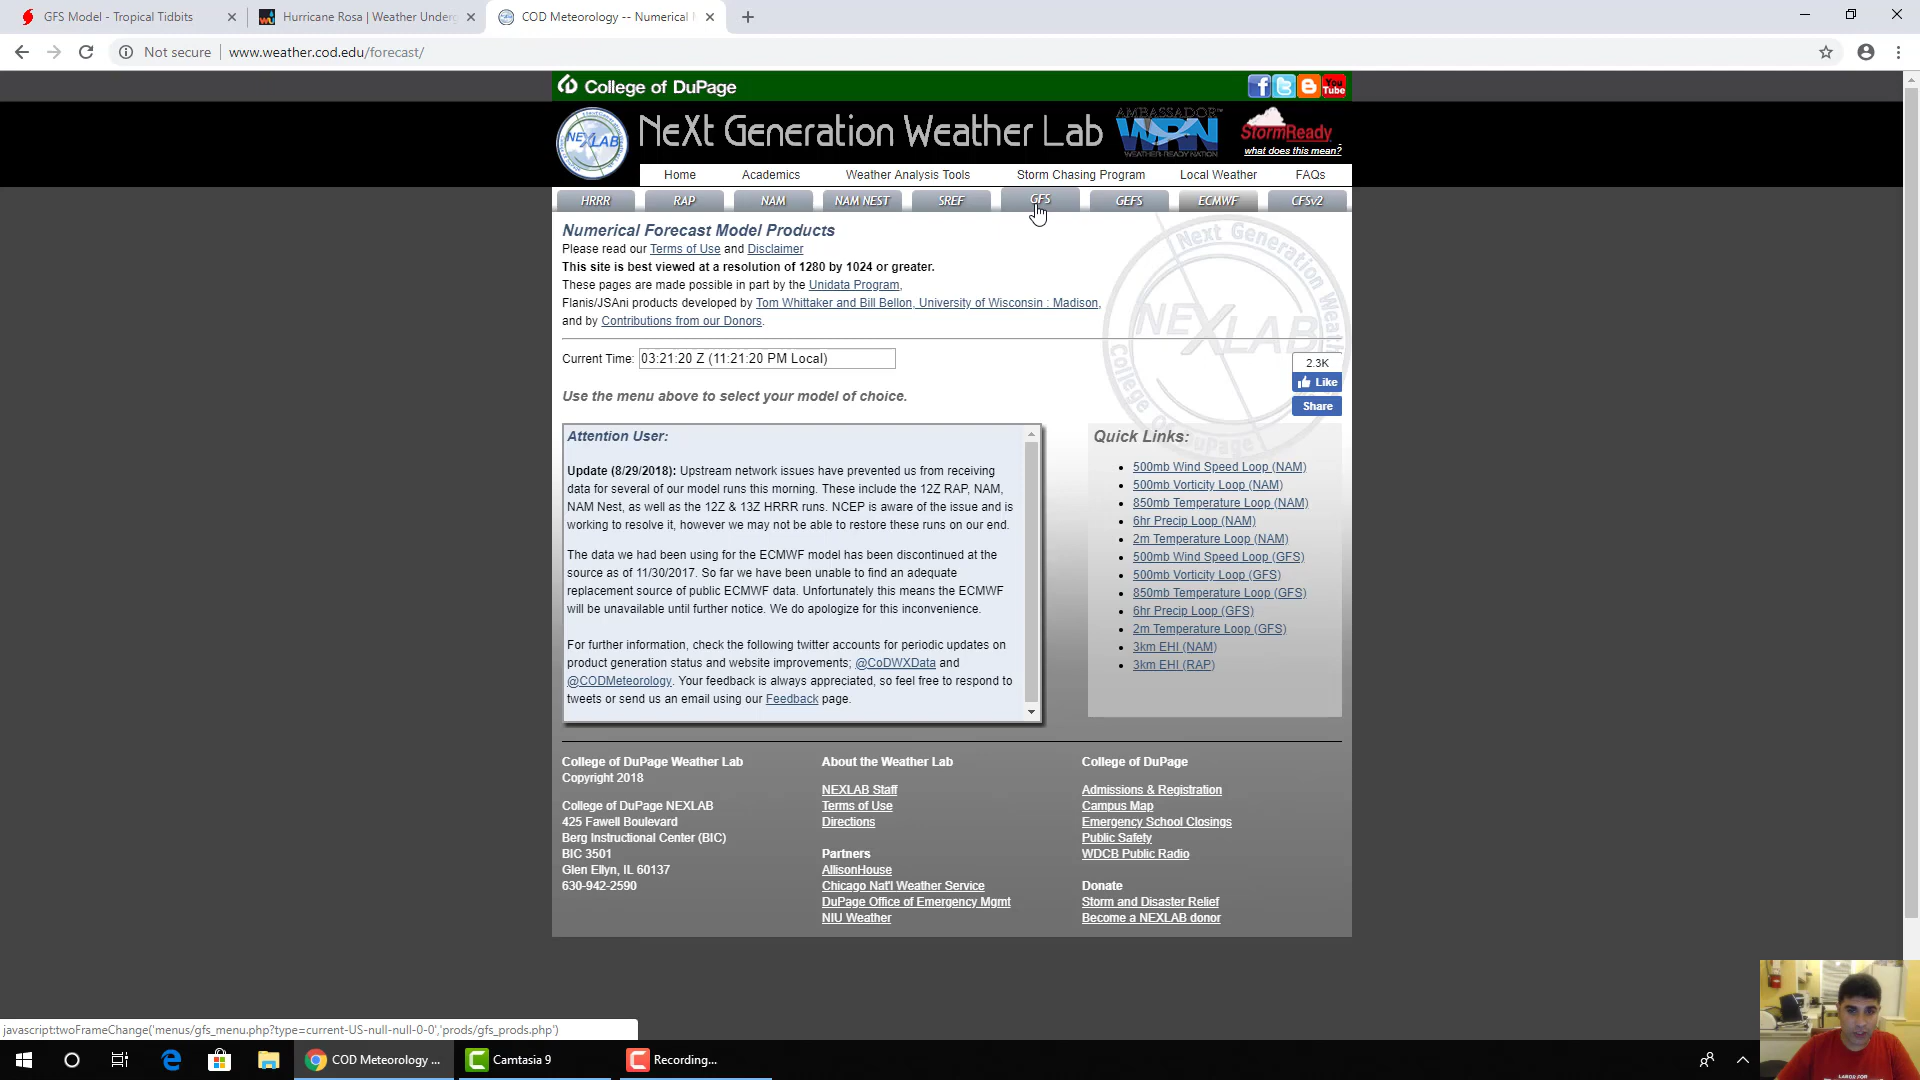 GFS Model - Tropical Tidbits
Hurricane Rosa | Weather Underg
COD Meteorology -- Numerical
Not secure
www.weather.cod.edu/forecast/
College of DuPage
You Tube
NEXLAB
NeXt Generation Weather Lab
AMBASSADOR™
WRN
WEATHER READY NATION
StormReady
what does this mean?
Home Academics Weather Analysis Tools Storm Chasing Program Local Weather FAQs
HRRR RAP NAM NAM NEST SREF GFS GEFS ECMWF CFSv2
Numerical Forecast Model Products
Please read our Terms of Use and Disclaimer
This site is best viewed at a resolution of 1280 by 1024 or greater.
These pages are made possible in part by the Unidata Program,
Flanis/JSAni products developed by Tom Whittaker and Bill Bellon, University of Wisconsin : Madison,
and by Contributions from our Donors.
Current Time: 03:21:20 Z (11:21:20 PM Local)
2.3K
Like
Share
Use the menu above to select your model of choice.
Attention User:
Update (8/29/2018): Upstream network issues have prevented us from receiving
data for several of our model runs this morning. These include the 12Z RAP, NAM,
NAM Nest, as well as the 12Z & 13Z HRRR runs. NCEP is aware of the issue and is
working to resolve it, however we may not be able to restore these runs on our end.
The data we had been using for the ECMWF model has been discontinued at the
source as of 11/30/2017. So far we have been unable to find an adequate
replacement source of public ECMWF data. Unfortunately this means the ECMWF
will be unavailable until further notice. We do apologize for this inconvenience.
For further information, check the following twitter accounts for periodic updates on
product generation status and website improvements; @CoDWXData and
@CODMeteorology. Your feedback is always appreciated, so feel free to respond to
tweets or send us an email using our Feedback page.
Quick Links:
500mb Wind Speed Loop (NAM)
500mb Vorticity Loop (NAM)
850mb Temperature Loop (NAM)
6hr Precip Loop (NAM)
2m Temperature Loop (NAM)
500mb Wind Speed Loop (GFS)
500mb Vorticity Loop (GFS)
850mb Temperature Loop (GFS)
6hr Precip Loop (GFS)
2m Temperature Loop (GFS)
3km EHI (NAM)
3km EHI (RAP)
College of DuPage Weather Lab
Copyright 2018
College of DuPage NEXLAB
425 Fawell Boulevard
Berg Instructional Center (BIC)
BIC 3501
Glen Ellyn, IL 60137
630-942-2590
About the Weather Lab
NEXLAB Staff
Terms of Use
Directions
Partners
AllisonHouse
Chicago Nat'l Weather Service
DuPage Office of Emergency Mgmt
NIU Weather
College of DuPage
Admissions & Registration
Campus Map
Emergency School Closings
Public Safety
WDCB Public Radio
Donate
Storm and Disaster Relief
Become a NEXLAB donor
javascript:twoFrameChange('menus/gfs_menu.php?type=current-US-null-null-0-0','prods/gfs_prods.php')
COD Meteorology ...
Camtasia 9
Recording...